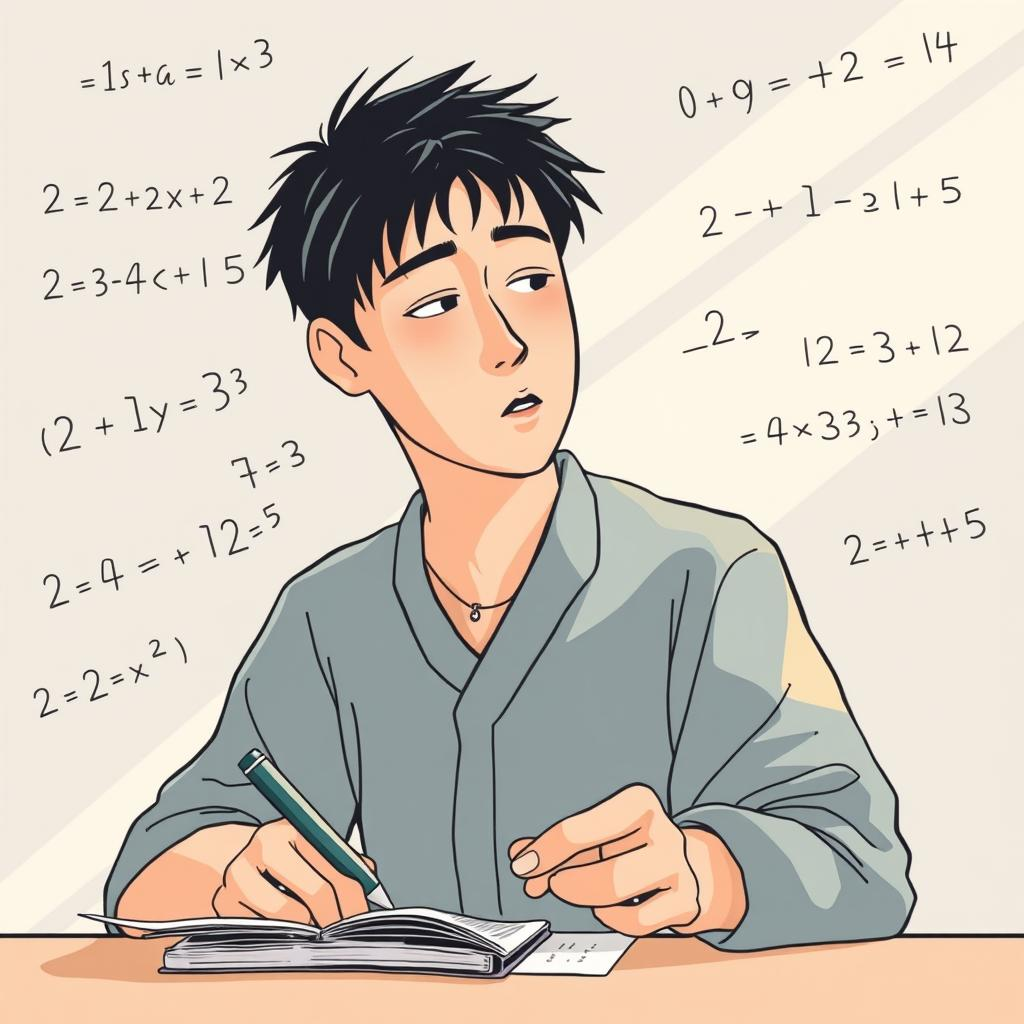 =1s+a = 1×3
0+9 = +2 = 14
2=2+2x+2
2-+ 1-21+5
2=3-4<+1 5
_2>
12=3+12
(2 + 1y = 3³
=4×33;+=13
7=3
2=4 = + 12=5
2=+++5
2=2=x²)